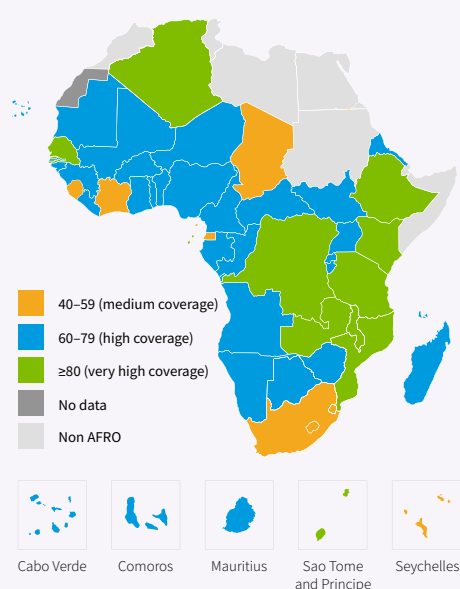 40–59 (medium coverage)
60–79 (high coverage)
≥80 (very high coverage)
No data
Non AFRO
Cabo Verde
Comoros
Mauritius
Sao Tome
and Principe
Seychelles